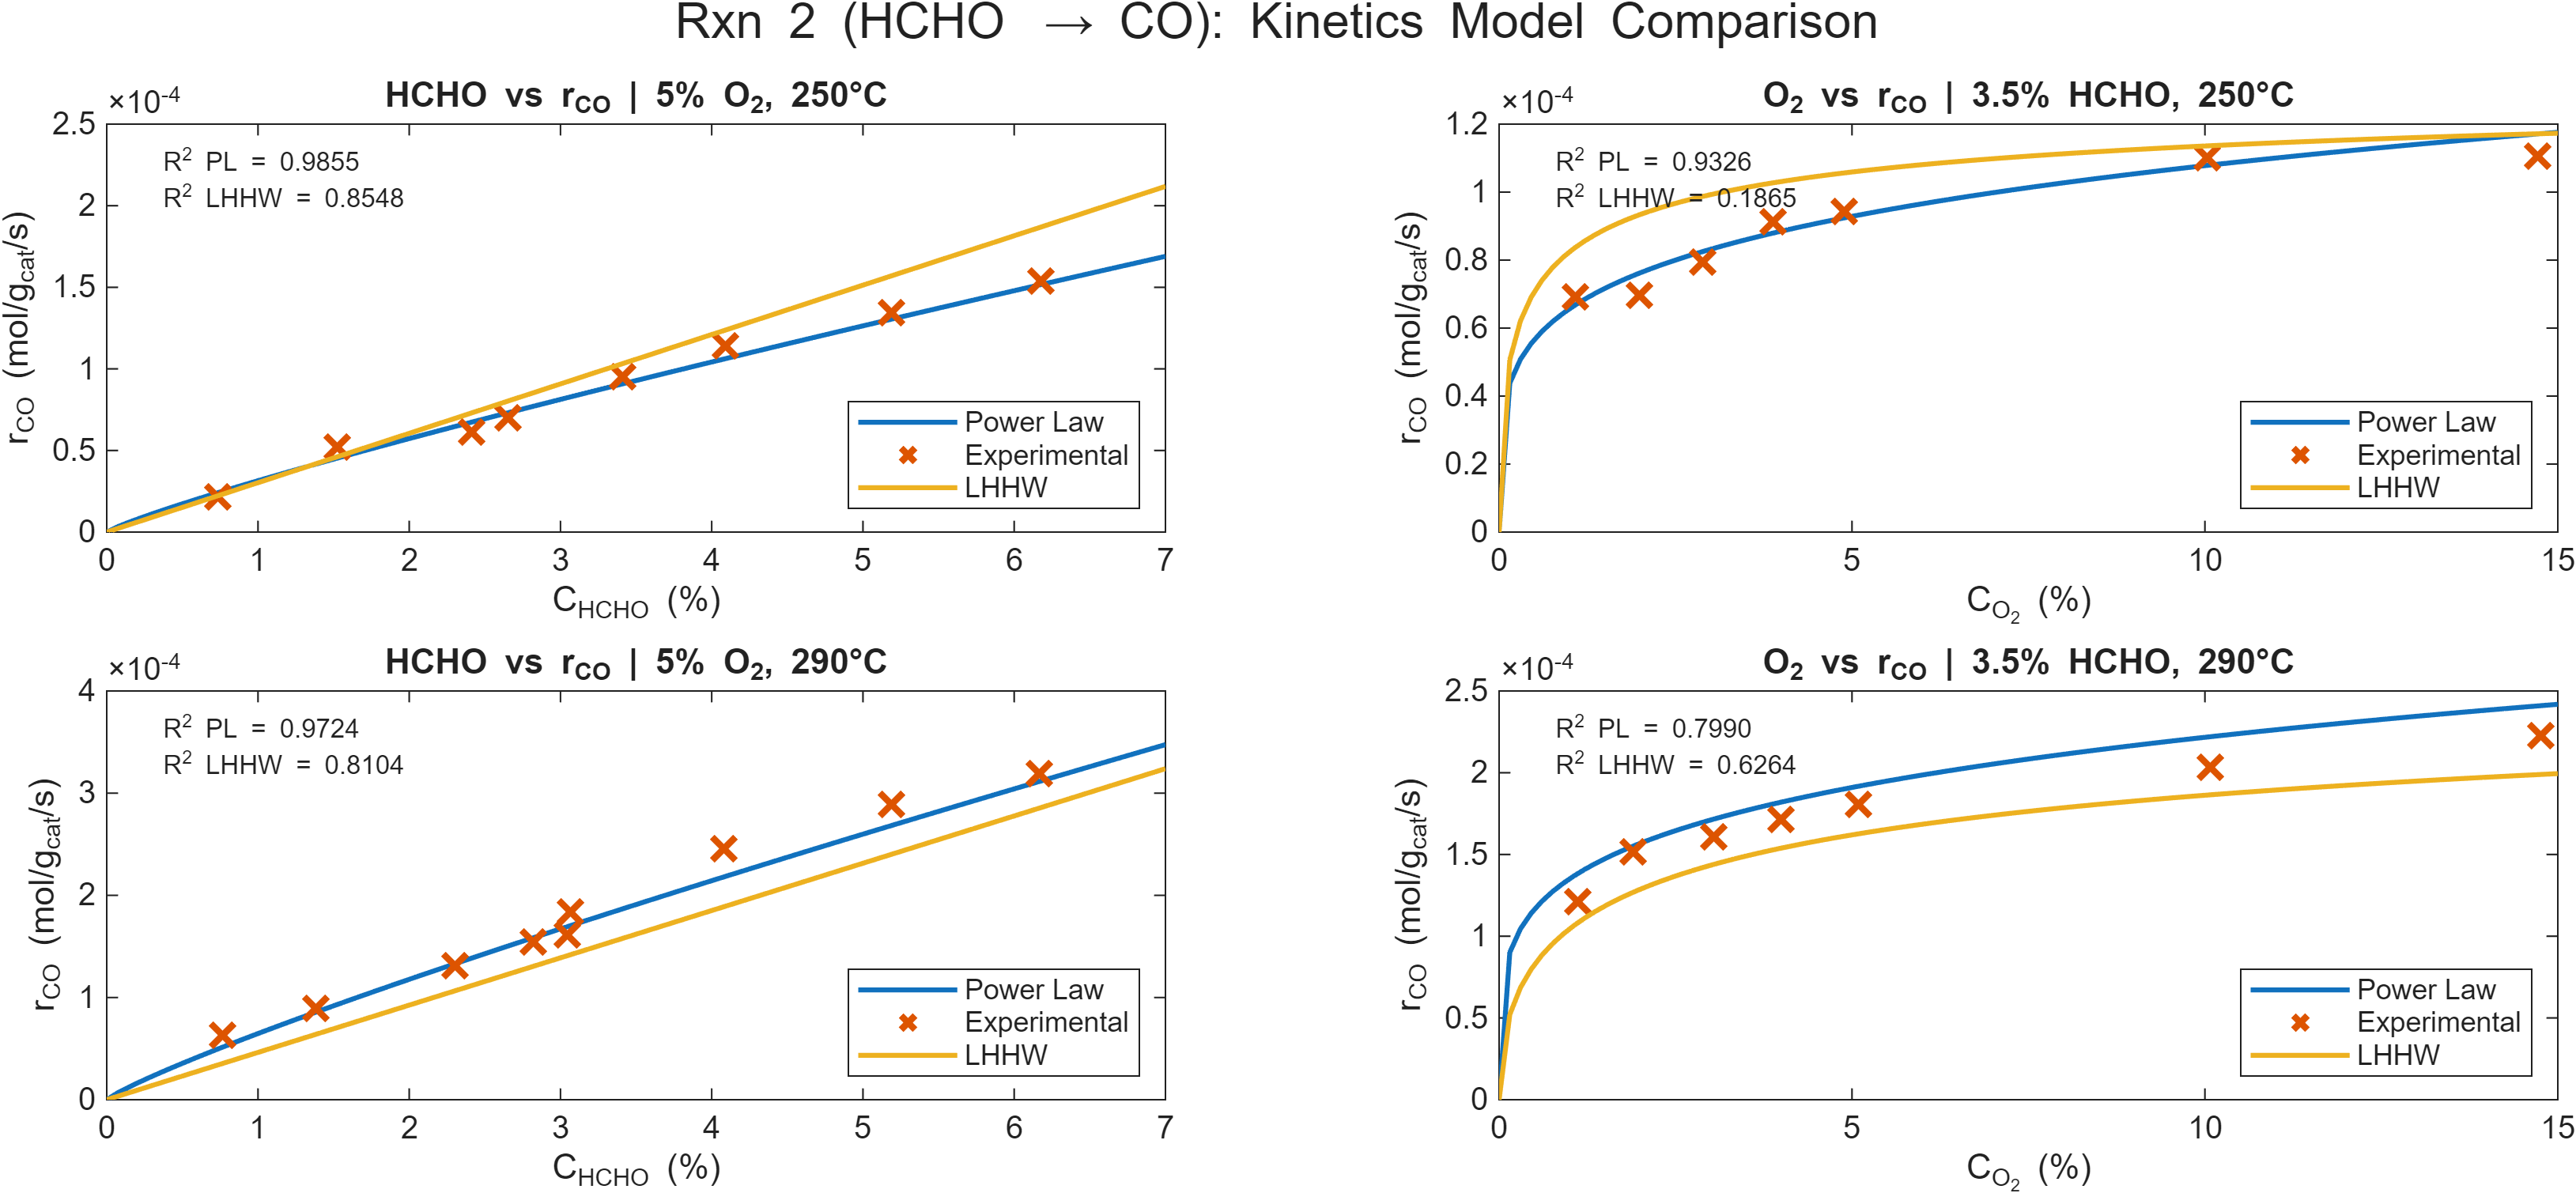 Rxn 2 (HCHO → CO): Kinetics Model Comparison
HCHO vs r_CO | 5% O₂, 250°C
×10⁻⁴
R² PL = 0.9855
R² LHHW = 0.8548
2.5
2
1.5
1
0.5
0
r_CO (mol/g_cat/s)
Power Law
Experimental
LHHW
0 1 2 3 4 5 6 7
C_HCHO (%)
O₂ vs r_CO | 3.5% HCHO, 250°C
×10⁻⁴
R² PL = 0.9326
R² LHHW = 0.1865
1.2
1
0.8
0.6
0.4
0.2
0
r_CO (mol/g_cat/s)
Power Law
Experimental
LHHW
0 5 10 15
C_O₂ (%)
HCHO vs r_CO | 5% O₂, 290°C
×10⁻⁴
R² PL = 0.9724
R² LHHW = 0.8104
4
3
2
1
0
r_CO (mol/g_cat/s)
Power Law
Experimental
LHHW
0 1 2 3 4 5 6 7
C_HCHO (%)
O₂ vs r_CO | 3.5% HCHO, 290°C
×10⁻⁴
R² PL = 0.7990
R² LHHW = 0.6264
2.5
2
1.5
1
0.5
0
r_CO (mol/g_cat/s)
Power Law
Experimental
LHHW
0 5 10 15
C_O₂ (%)